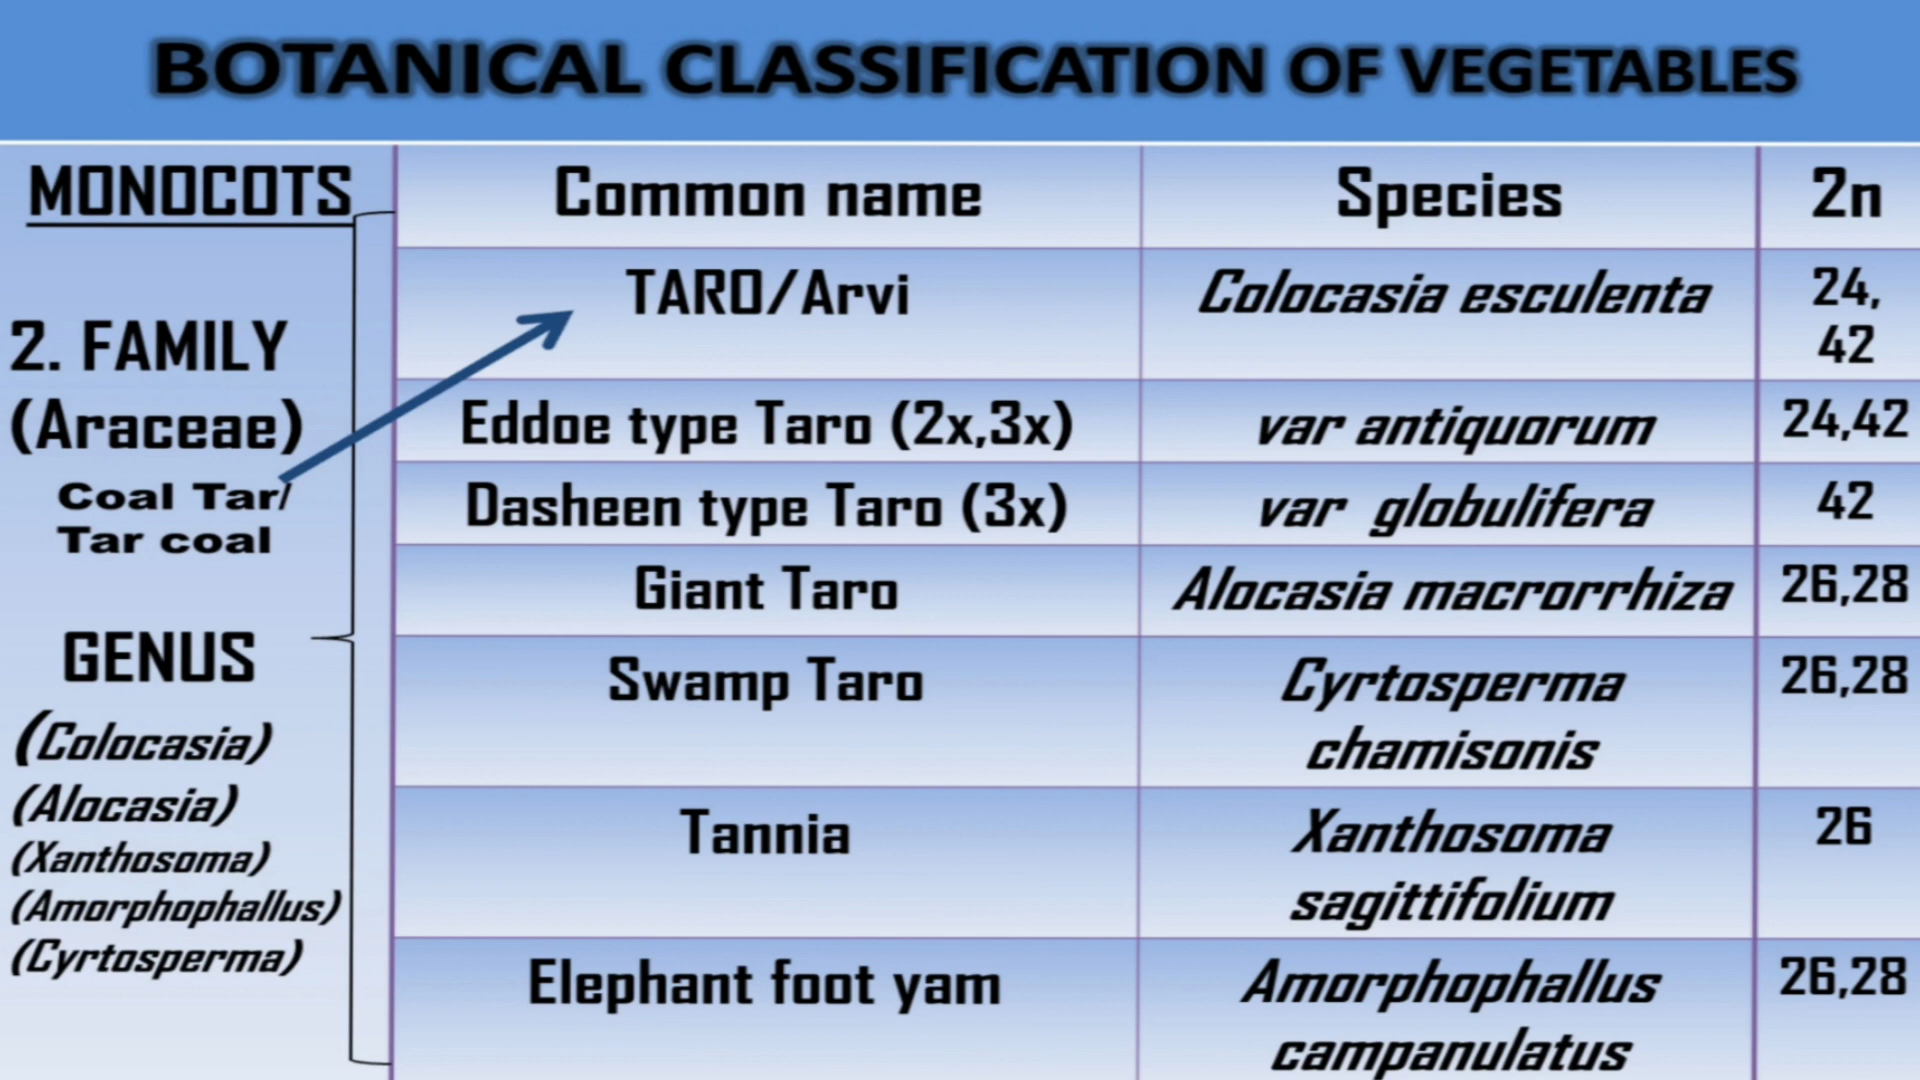 BOTANICAL CLASSIFICATION OF VEGETABLES
MONOCOTS
2. FAMILY
(Araceae)
Coal Tar/
Tar coal
GENUS
(Colocasia)
(Alocasia)
(Xanthosoma)
(Amorphophallus)
(Cyrtosperma)
Common name Species 2n
TARO/Arvi Colocasia esculenta 24,
42
Eddoe type Taro (2x,3x) var antiquorum 24,42
Dasheen type Taro (3x) var globulifera 42
Giant Taro Alocasia macrorrhiza 26,28
Swamp Taro Cyrtosperma 26,28
chamisonis
Tannia Xanthosoma 26
sagittifolium
Elephant foot yam Amorphophallus 26,28
campanulatus